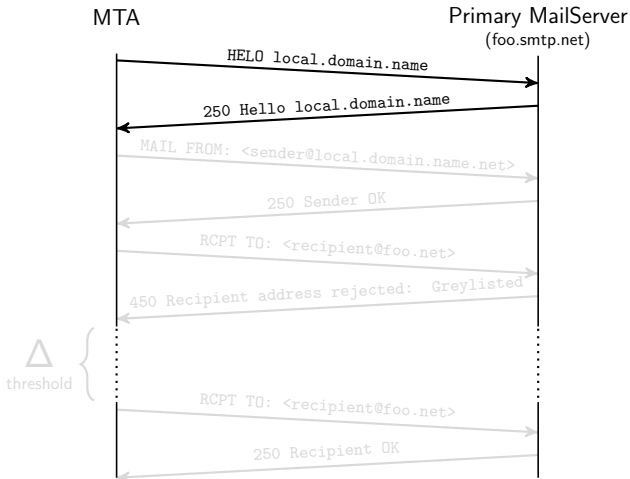 MTA
Primary MailServer
(foo.smtp.net)
HELO local.domain.name
250 Hello local.domain.name
MAIL FROM: <sender@local.domain.name.net>
250 Sender OK
RCPT TO: <recipient@foo.net>
450 Recipient address rejected: Greylisted
Δ
threshold
RCPT TO: <recipient@foo.net>
250 Recipient OK